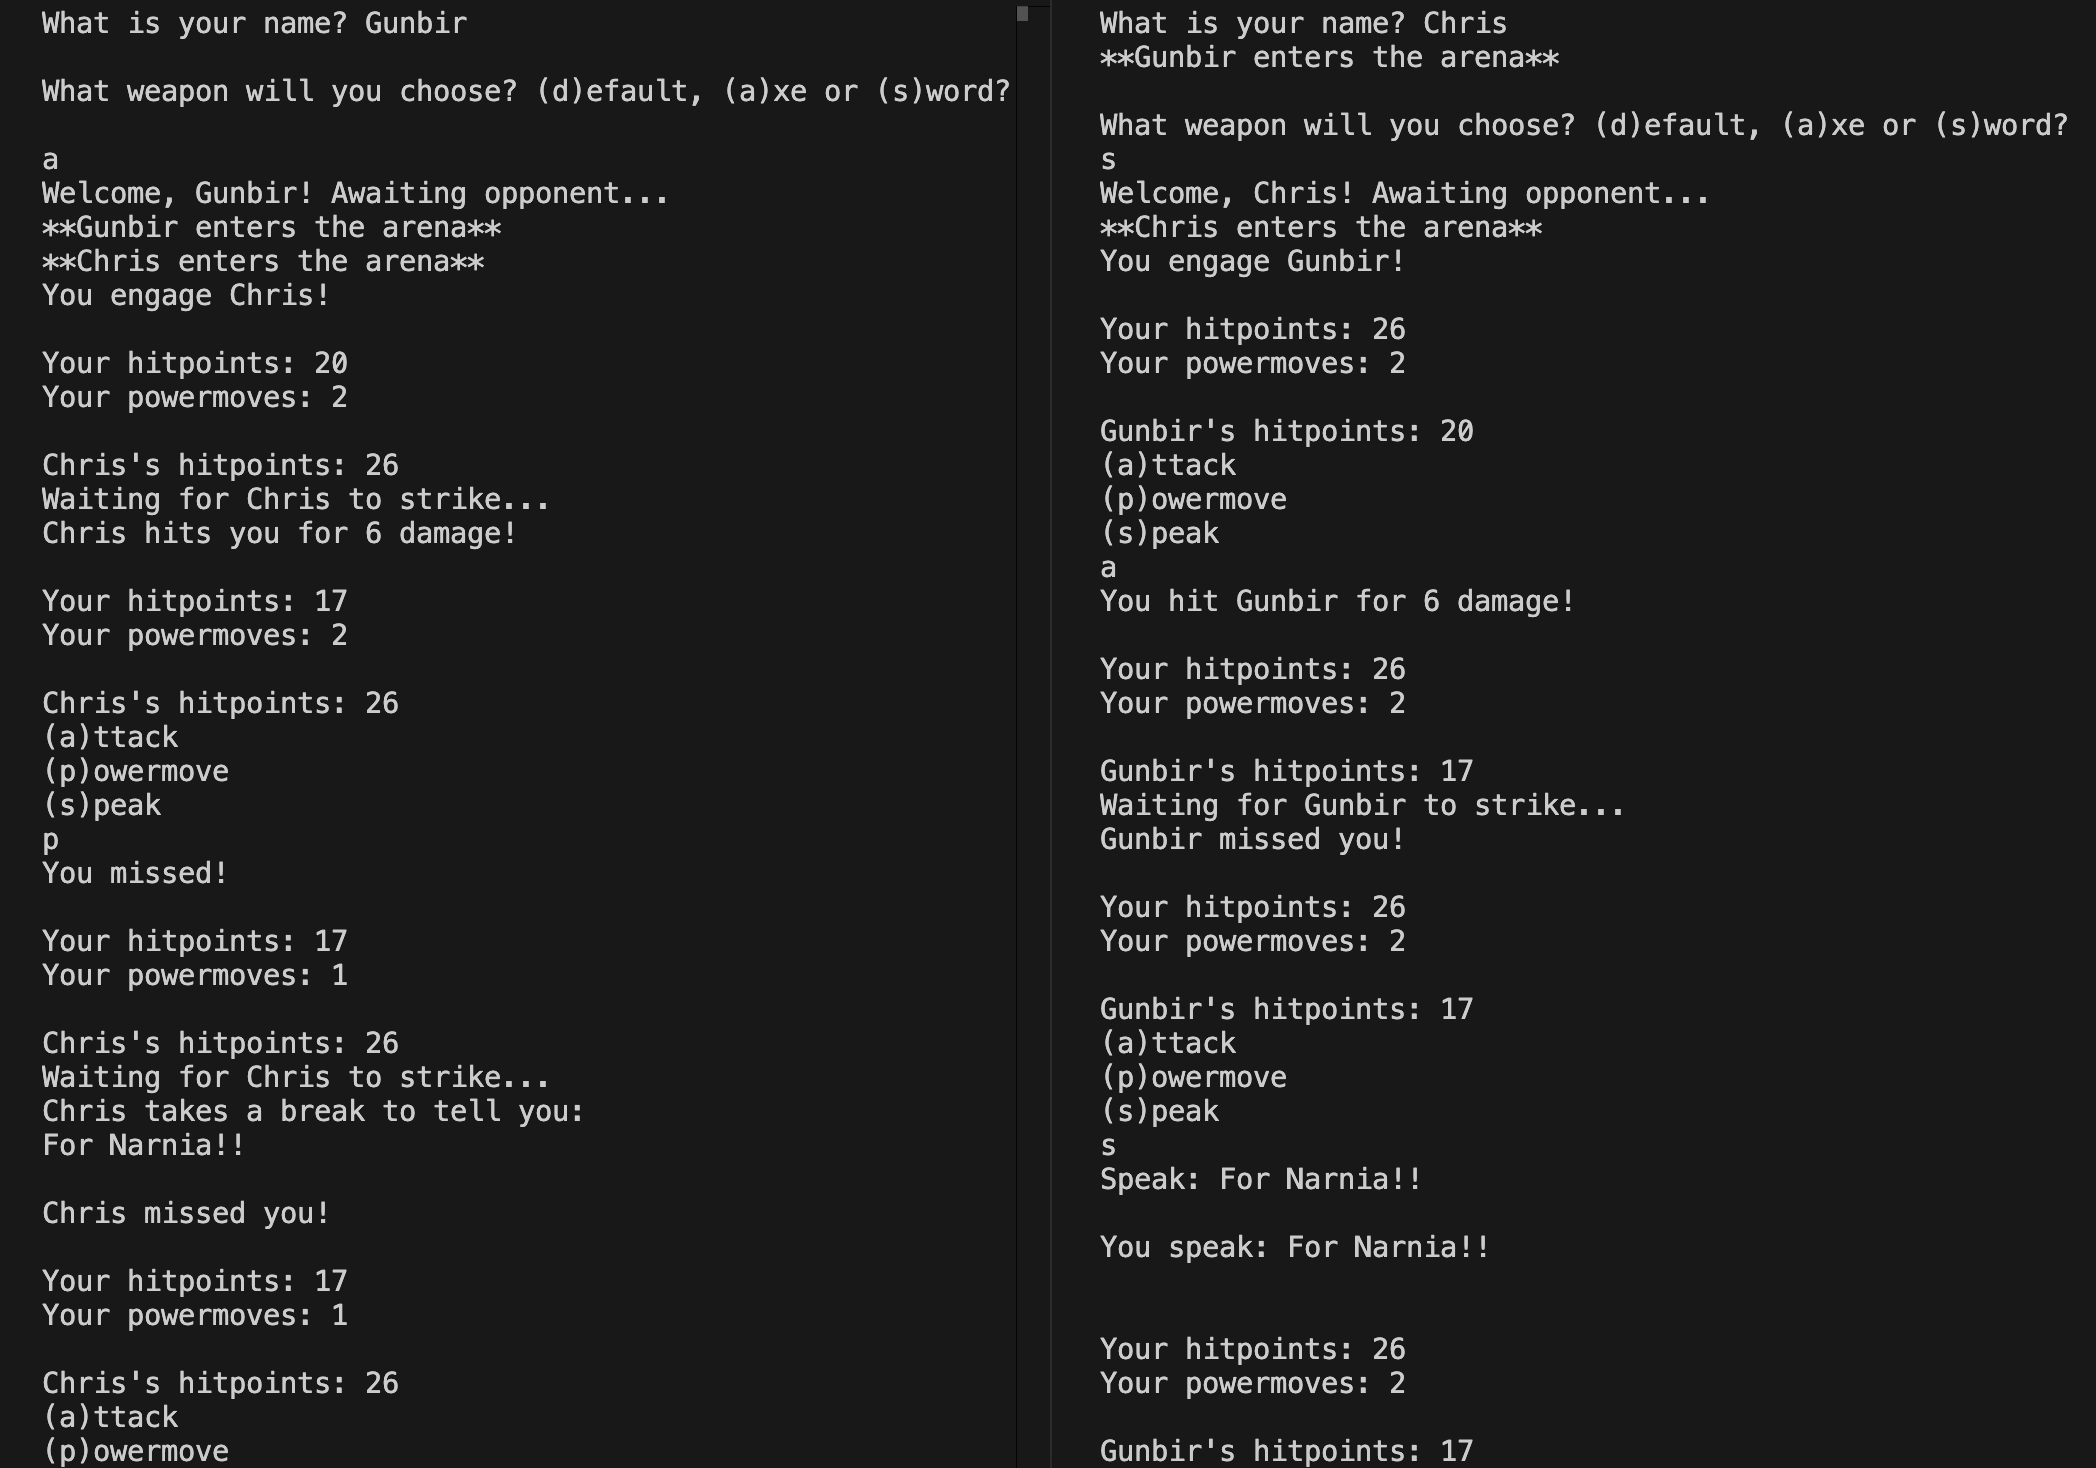 What is your name? Gunbir
What weapon will you choose? (d)efault, (a)xe or (s)word?
a
Welcome, Gunbir! Awaiting opponent...
**Gunbir enters the arena**
**Chris enters the arena**
You engage Chris!
Your hitpoints: 20
Your powermoves: 2
Chris's hitpoints: 26
Waiting for Chris to strike...
Chris hits you for 6 damage!
Your hitpoints: 17
Your powermoves: 2
Chris's hitpoints: 26
(a)ttack
(p)owermove
(s)peak
p
You missed!
Your hitpoints: 17
Your powermoves: 1
Chris's hitpoints: 26
Waiting for Chris to strike...
Chris takes a break to tell you:
For Narnia!!
Chris missed you!
Your hitpoints: 17
Your powermoves: 1
Chris's hitpoints: 26
(a)ttack
(p)owermove
What is your name? Chris
**Gunbir enters the arena**
What weapon will you choose? (d)efault, (a)xe or (s)word?
s
Welcome, Chris! Awaiting opponent...
**Chris enters the arena**
You engage Gunbir!
Your hitpoints: 26
Your powermoves: 2
Gunbir's hitpoints: 20
(a)ttack
(p)owermove
(s)peak
a
You hit Gunbir for 6 damage!
Your hitpoints: 26
Your powermoves: 2
Gunbir's hitpoints: 17
Waiting for Gunbir to strike...
Gunbir missed you!
Your hitpoints: 26
Your powermoves: 2
Gunbir's hitpoints: 17
(a)ttack
(p)owermove
(s)peak
s
Speak: For Narnia!!
You speak: For Narnia!!
Your hitpoints: 26
Your powermoves: 2
Gunbir's hitpoints: 17